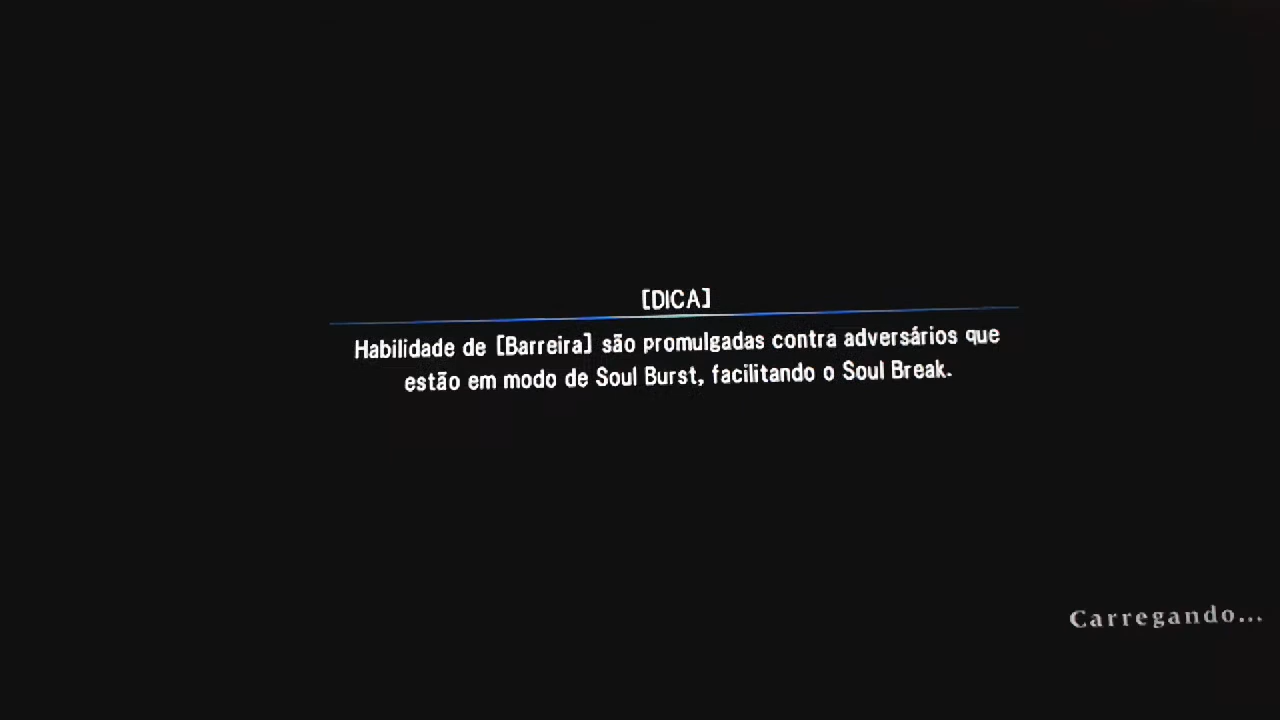 [DICA]
Habilidade de [Barreira] são promulgadas contra adversários que
estão em modo de Soul Burst, facilitando o Soul Break.
Carregando...